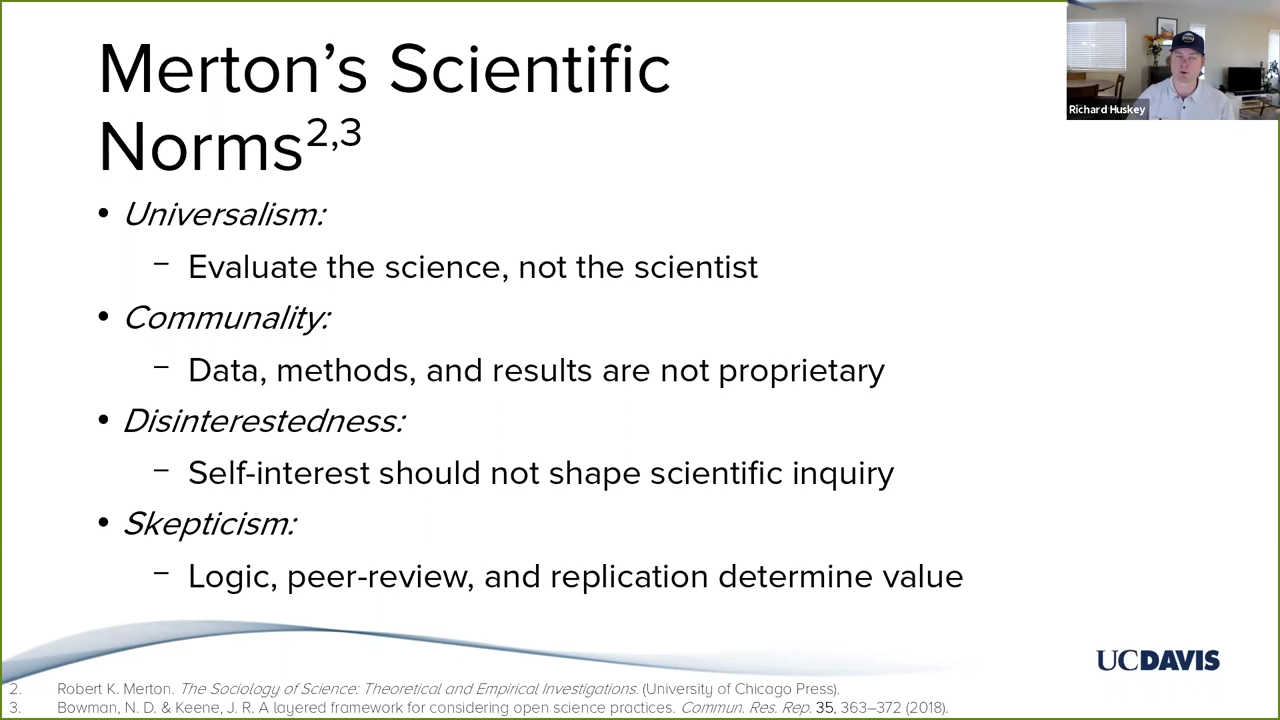 Merton’s Scientific
Norms2,3
• Universalism:
– Evaluate the science, not the scientist
• Communality:
– Data, methods, and results are not proprietary
• Disinterestedness:
– Self-interest should not shape scientific inquiry
• Skepticism:
– Logic, peer-review, and replication determine value
Richard Huskey
UCDAVIS
2. Robert K. Merton. The Sociology of Science: Theoretical and Empirical Investigations. (University of Chicago Press).
3. Bowman, N. D. & Keene, J. R. A layered framework for considering open science practices. Commun. Res. Rep. 35, 363–372 (2018).